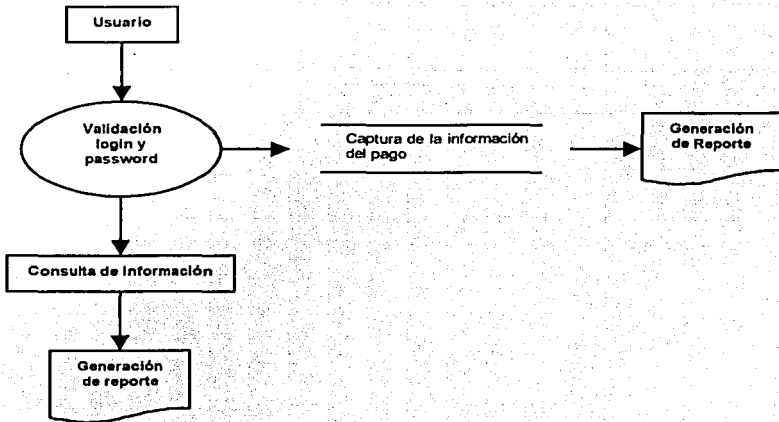 Usuario
Validación
login y
password
Captura de la información
del pago
Generación
de Reporte
Consulta de Información
Generación
de reporte